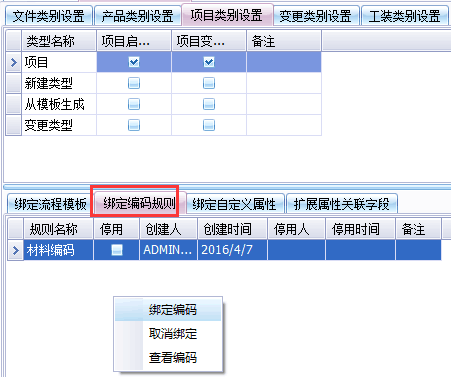 文件类别设置 产品类别设置 项目类别设置 变更类别设置 工装类别设置
类型名称 项目启... 项目变... 备注
项目
新建类型
从模板生成
变更类型
绑定流程模板 绑定编码规则 绑定自定义属性 扩展属性关联字段
规则名称 停用 创建人 创建时间 停用人 停用时间 备注
材料编码 ADMIN... 2016/4/7
绑定编码
取消绑定
查看编码